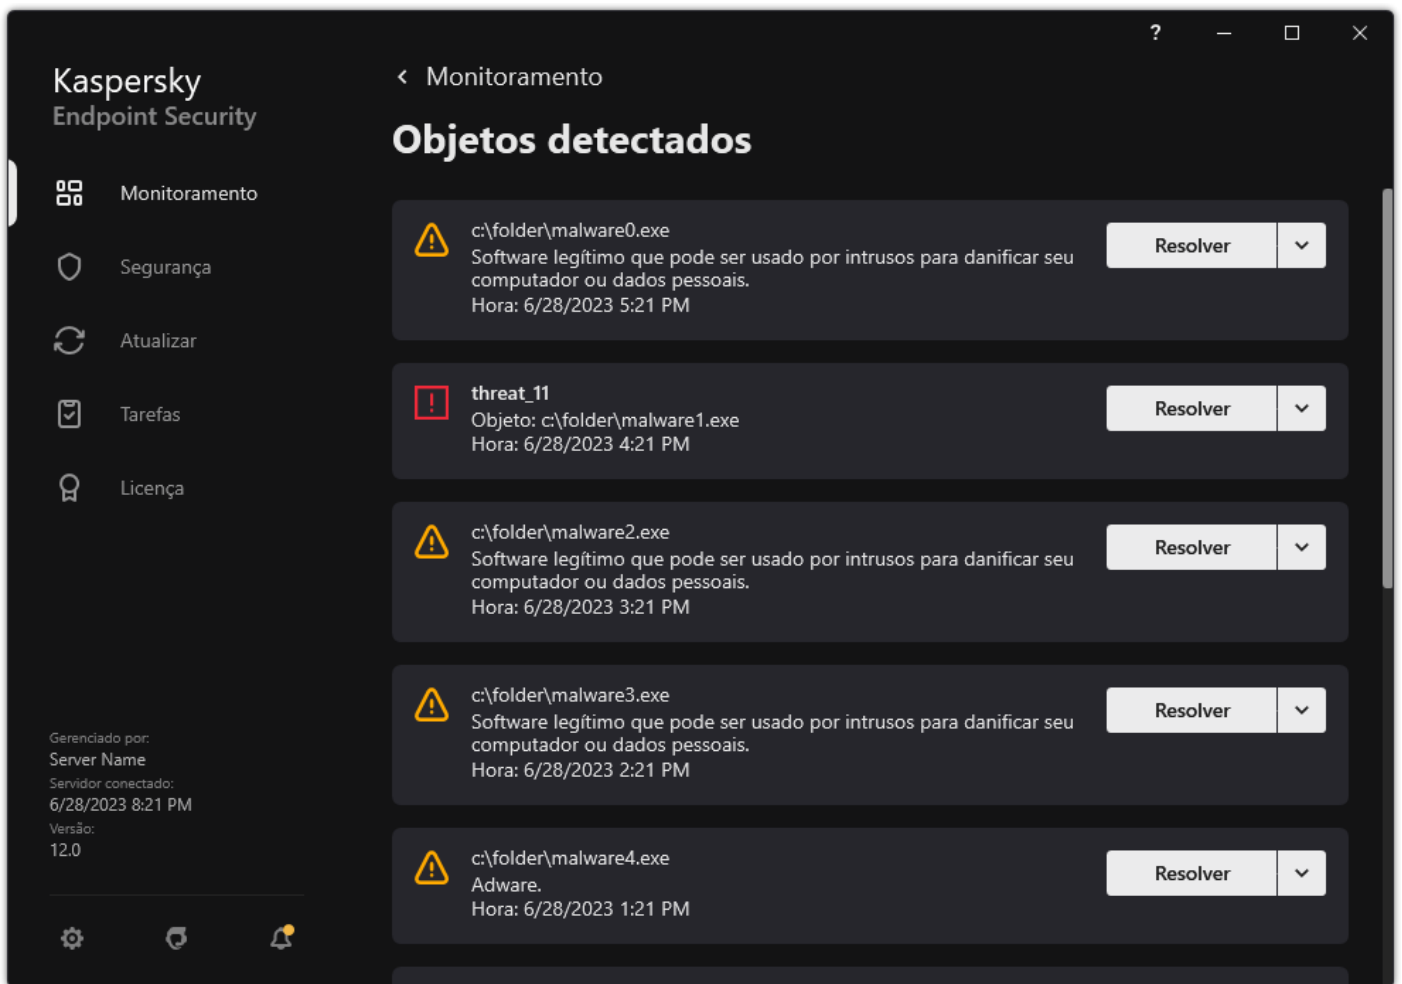 ?
Kaspersky
Endpoint Security
Monitoramento
Segurança
Atualizar
Tarefas
Licença
Gerenciado por:
Server Name
Servidor conectado:
6/28/2023 8:21 PM
Versão:
12.0
Monitoramento
Objetos detectados
c:\folder\malware0.exe
Software legítimo que pode ser usado por intrusos para danificar seu
computador ou dados pessoais.
Hora: 6/28/2023 5:21 PM
Resolver
threat_11
Objeto: c:\folder\malware1.exe
Hora: 6/28/2023 4:21 PM
Resolver
c:\folder\malware2.exe
Software legítimo que pode ser usado por intrusos para danificar seu
computador ou dados pessoais.
Hora: 6/28/2023 3:21 PM
Resolver
c:\folder\malware3.exe
Software legítimo que pode ser usado por intrusos para danificar seu
computador ou dados pessoais.
Hora: 6/28/2023 2:21 PM
Resolver
c:\folder\malware4.exe
Adware.
Hora: 6/28/2023 1:21 PM
Resolver